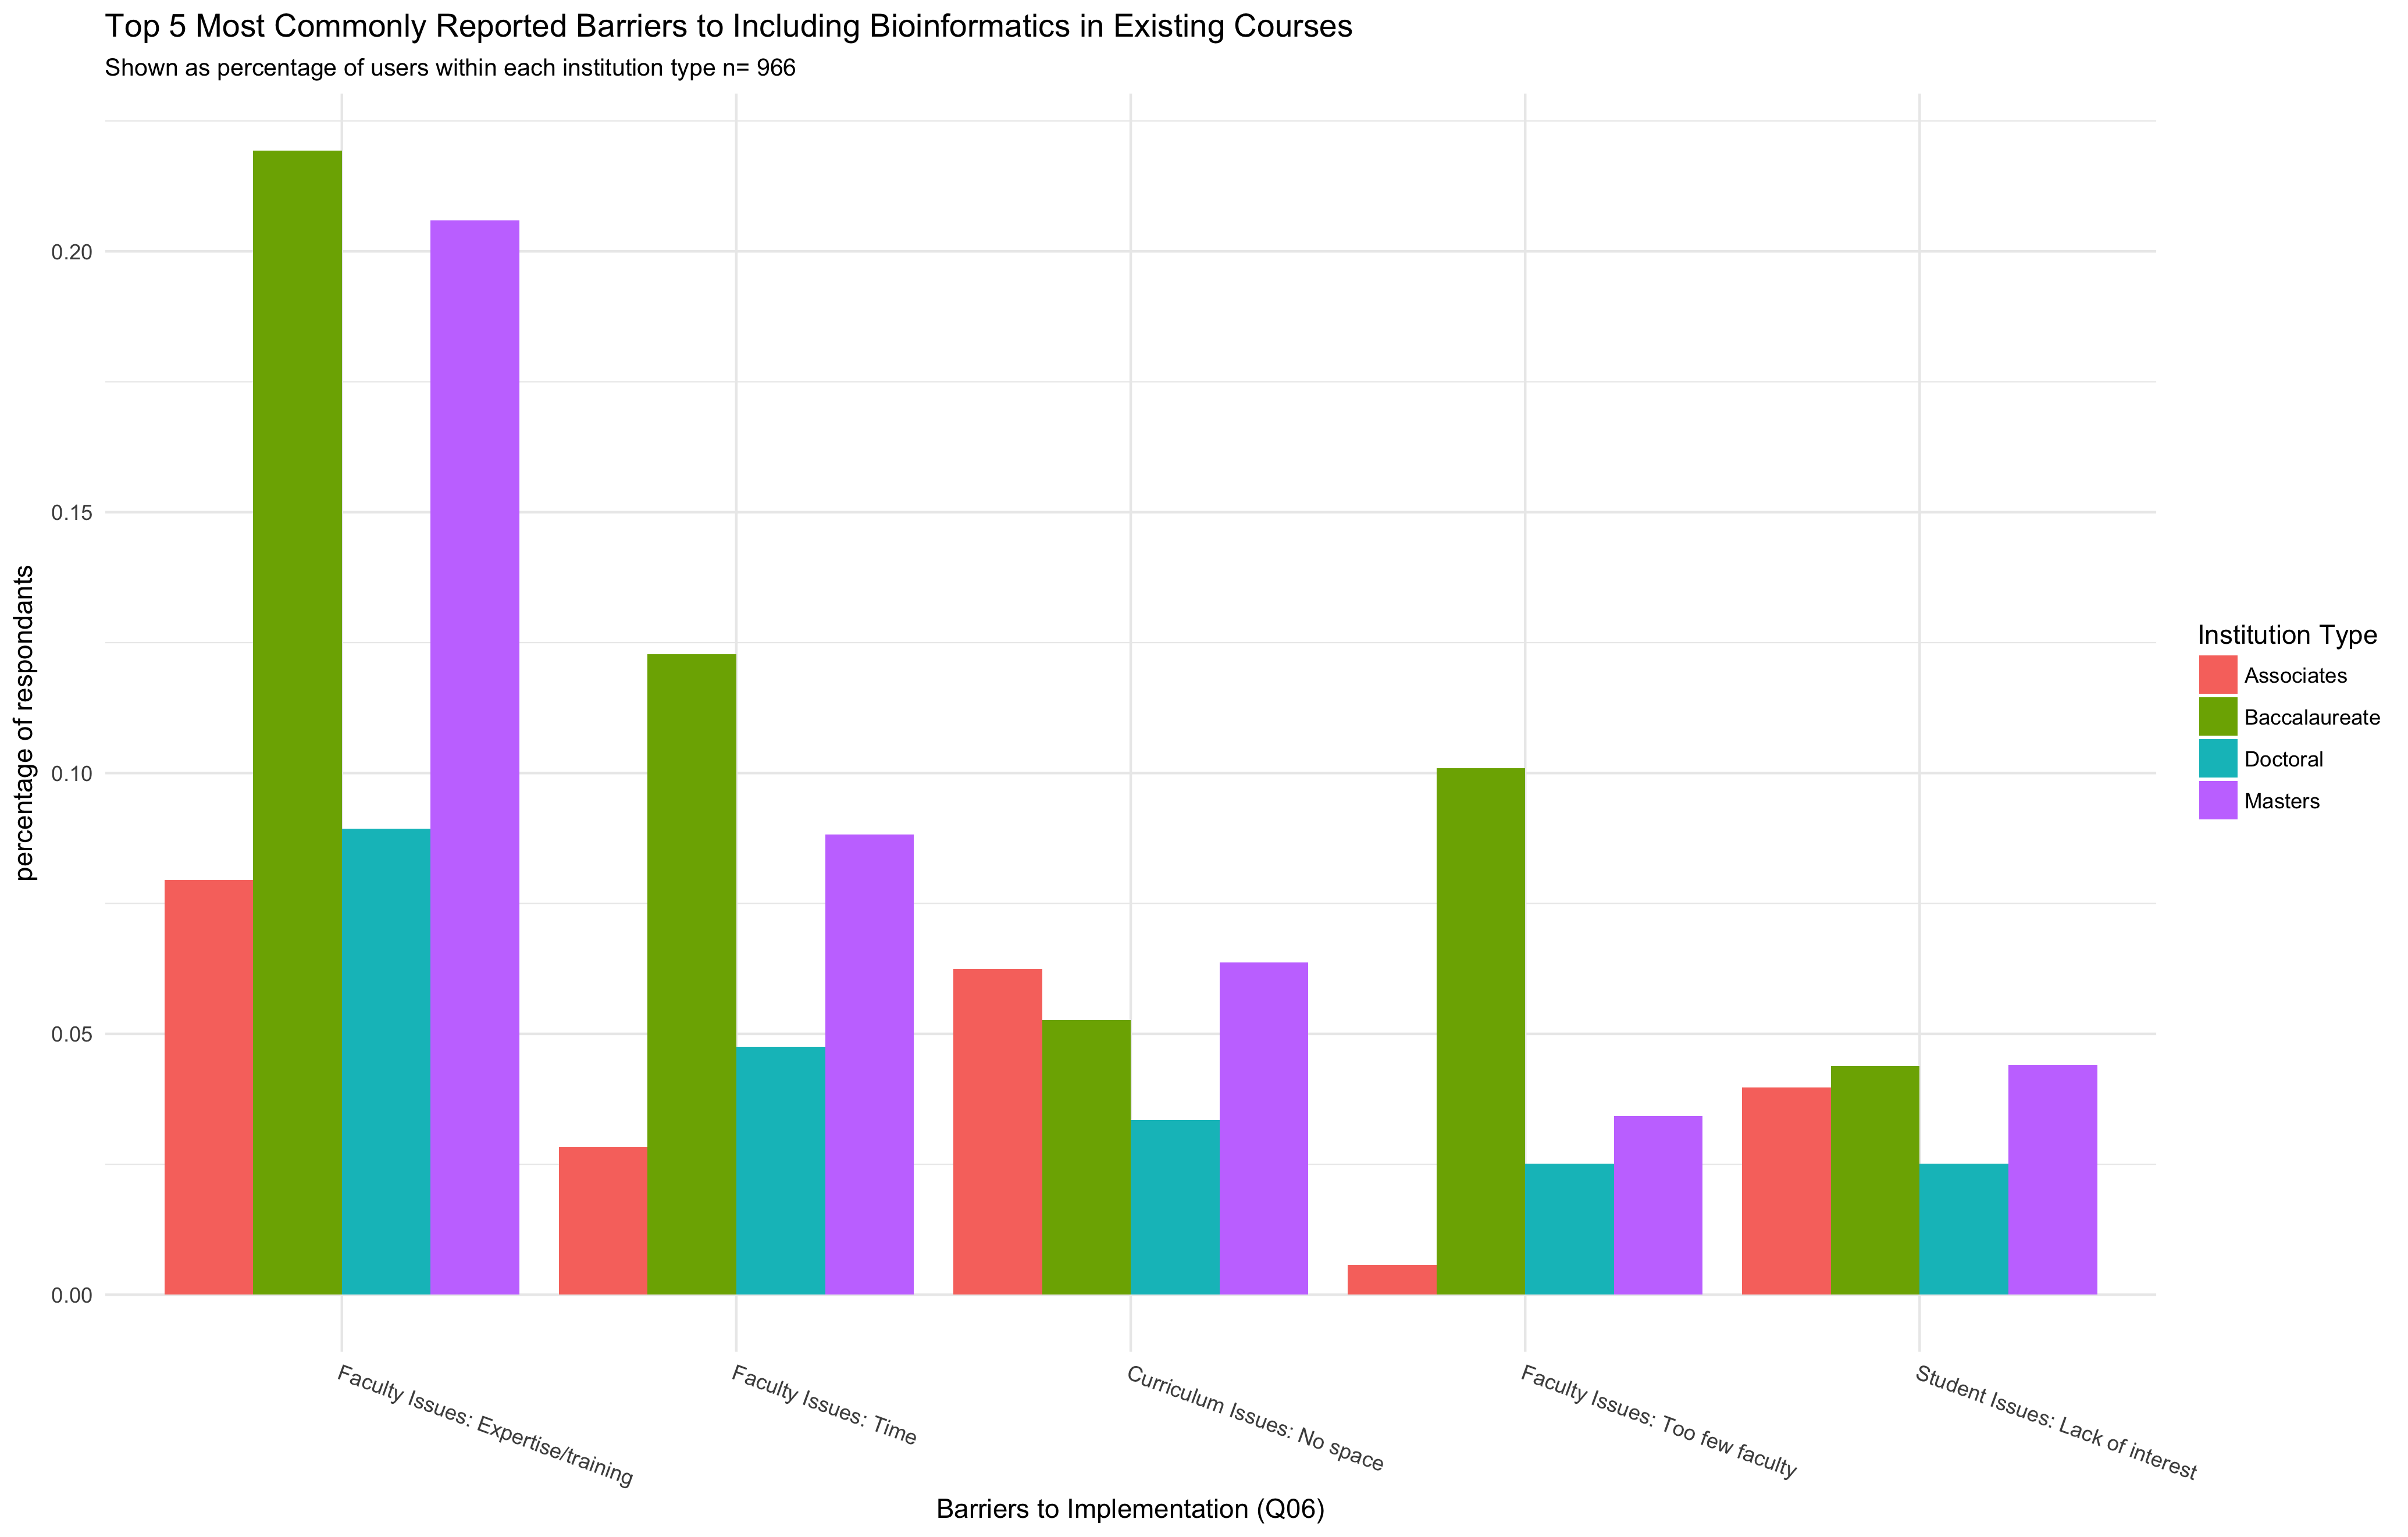 Top 5 Most Commonly Reported Barriers to Including Bioinformatics in Existing Courses
Shown as percentage of users within each institution type n= 966
percentage of respondants
0.20
0.15
0.10
0.05
0.00
Faculty Issues: Expertise/training
Faculty Issues: Time
Curriculum Issues: No space
Faculty Issues: Too few faculty
Student Issues: Lack of interest
Barriers to Implementation (Q06)
Institution Type
Associates
Baccalaureate
Doctoral
Masters